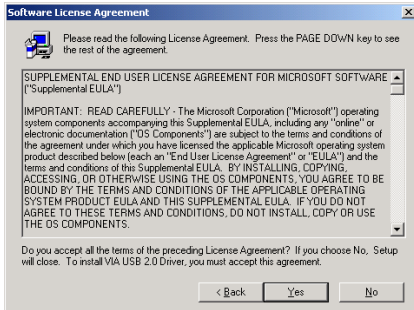 Software License Agreement
Please read the following License Agreement. Press the PAGE DOWN key to see
the rest of the agreement.
SUPPLEMENTAL END USER LICENSE AGREEMENT FOR MICROSOFT SOFTWARE
("Supplemental EULA")
IMPORTANT: READ CAREFULLY - The Microsoft Corporation ("Microsoft") operating
system components accompanying this Supplemental EULA, including any "online" or
electronic documentation ("OS Components") are subject to the terms and conditions of
the agreement under which you have licensed the applicable Microsoft operating system
product described below (each an "End User License Agreement" or "EULA") and the
terms and conditions of this Supplemental EULA. BY INSTALLING, COPYING,
ACCESSING, OR OTHERWISE USING THE OS COMPONENTS, YOU AGREE TO BE
BOUND BY THE TERMS AND CONDITIONS OF THE APPLICABLE OPERATING
SYSTEM PRODUCT EULA AND THIS SUPPLEMENTAL EULA. IF YOU DO NOT
AGREE TO THESE TERMS AND CONDITIONS, DO NOT INSTALL, COPY OR USE
THE OS COMPONENTS.
Do you accept all the terms of the preceding License Agreement? If you choose No, Setup
will close. To install VIA USB 2.0 Driver, you must accept this agreement.
< Back Yes No